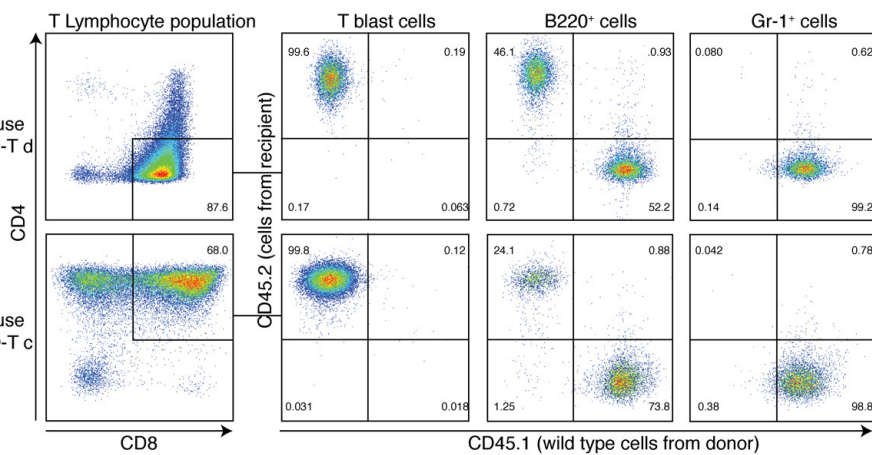 T Lymphocyte population
T blast cells
B220⁺ cells
Gr-1⁺ cells
use
-T d
CD4
87.6
CD45.2 (cells from recipient)
99.6
0.19
0.17
0.063
46.1
0.93
0.72
52.2
0.080
0.62
0.14
99.2
use
-T c
68.0
99.8
0.12
0.031
0.018
24.1
0.88
1.25
73.8
0.042
0.78
0.38
98.8
CD8
CD45.1 (wild type cells from donor)